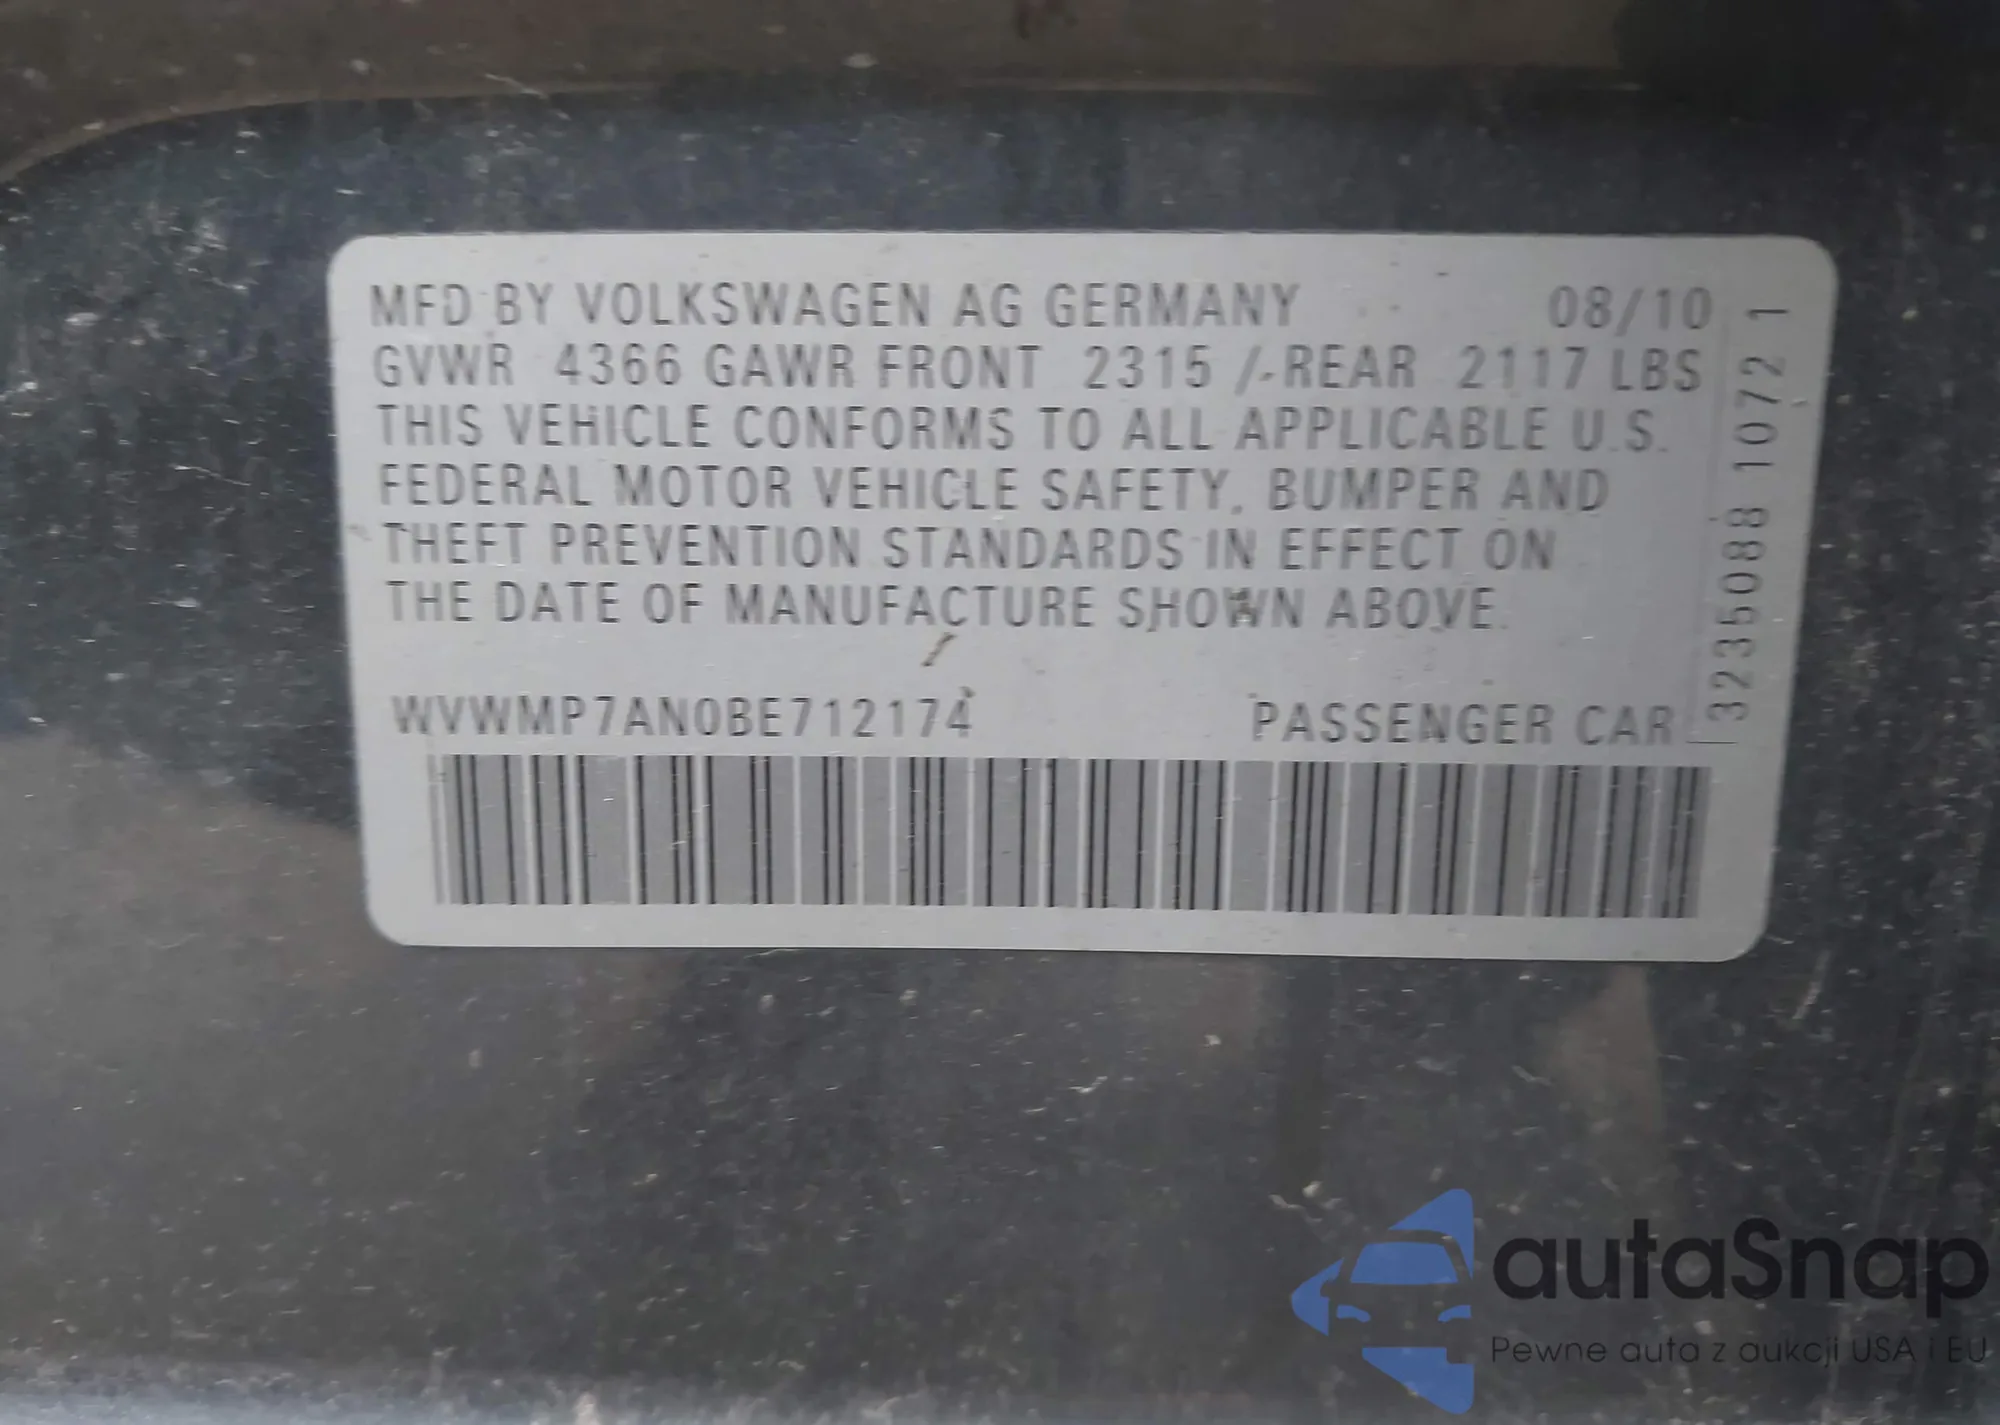 MFD BY VOLKSWAGEN AG GERMANY 08/10
GVWR 4366 GAWR FRONT 2315 /-REAR 2117 LBS
THIS VEHICLE CONFORMS TO ALL APPLICABLE U.S.
FEDERAL MOTOR VEHICLE SAFETY, BUMPER AND
THEFT PREVENTION STANDARDS IN EFFECT ON
THE DATE OF MANUFACTURE SHOWN ABOVE.
WVWMP7AN0BE712174 PASSENGER CAR
3235088 10721
autaSnap
Pewne auta z aukcji USA i EU